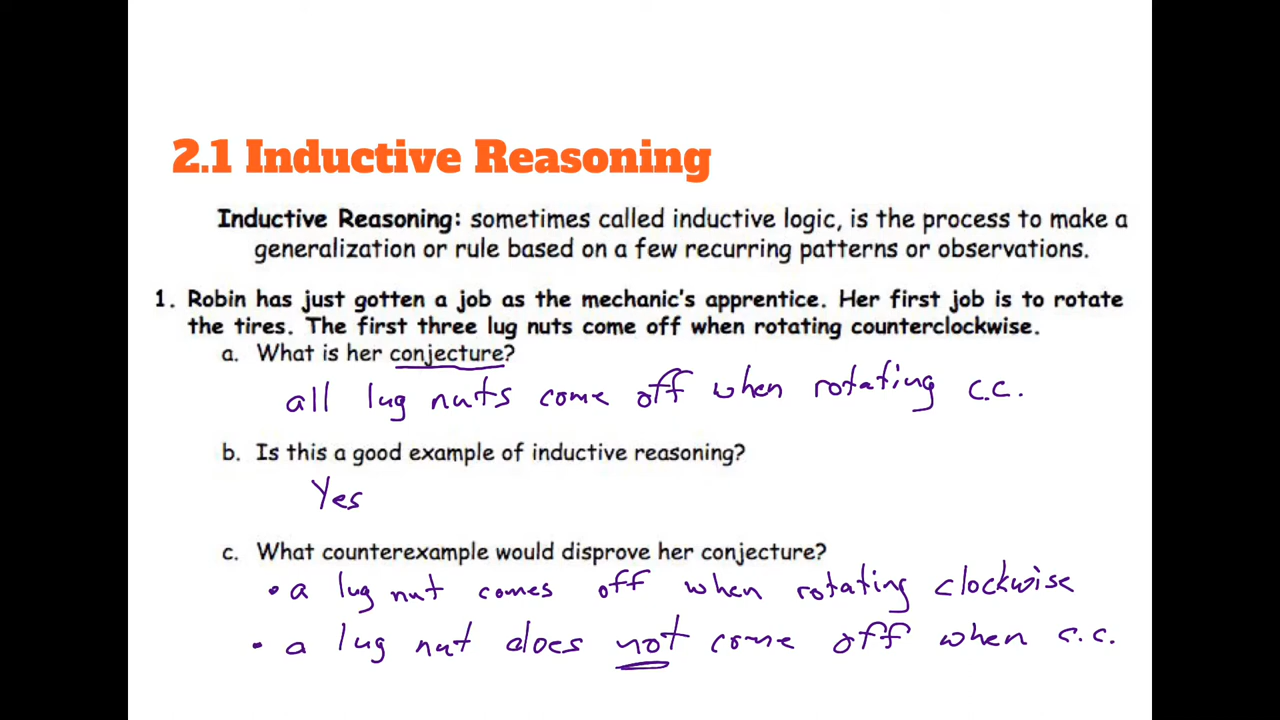 2.1 Inductive Reasoning
Inductive Reasoning: sometimes called inductive logic, is the process to make a
generalization or rule based on a few recurring patterns or observations.
1. Robin has just gotten a job as the mechanic's apprentice. Her first job is to rotate
the tires. The first three lug nuts come off when rotating counterclockwise.
a. What is her conjecture?
all lug nuts come off when rotating c.c.
b. Is this a good example of inductive reasoning?
Yes
c. What counterexample would disprove her conjecture?
• a lug nut comes off when rotating clockwise
• a lug nut does not come off when c.c.